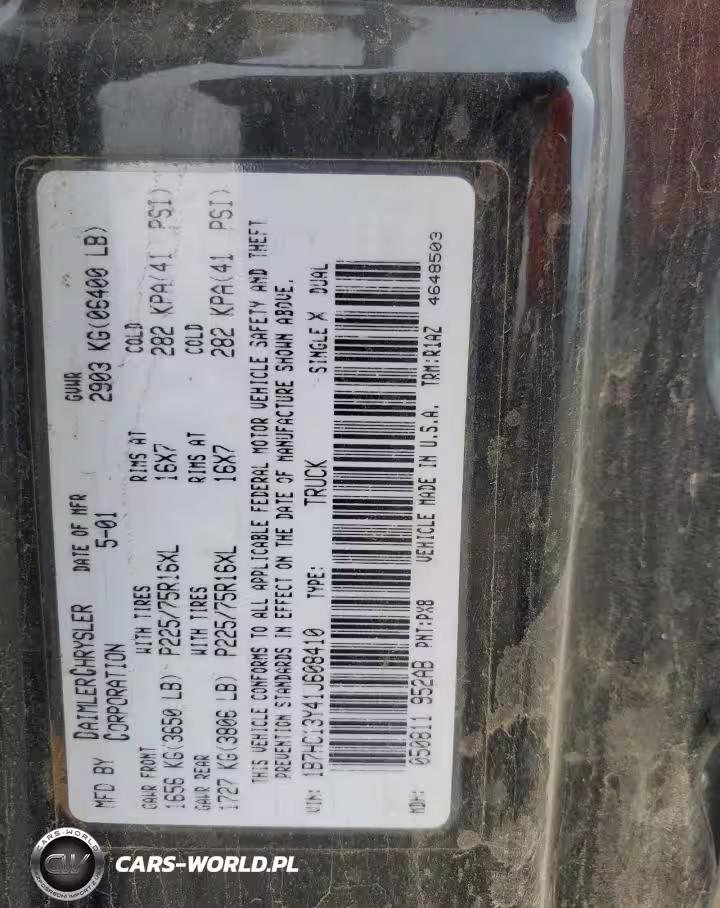 MFD BY DAIMLERCHRYSLER CORPORATION DATE OF MFR 5-01 GVWR 2903 KG(06400 LB)
GAWR FRONT WITH TIRES RIMS AT COLD
1656 KG(3650 LB) P225/75R16XL 16X7 282 KPA(41 PSI)
GAWR REAR WITH TIRES RIMS AT COLD
1727 KG(3806 LB) P225/75R16XL 16X7 282 KPA(41 PSI)
THIS VEHICLE CONFORMS TO ALL APPLICABLE FEDERAL MOTOR VEHICLE SAFETY AND THEFT
PREVENTION STANDARDS IN EFFECT ON THE DATE OF MANUFACTURE SHOWN ABOVE.
VIN: 1B7HC13Y41J608410 TYPE: TRUCK SINGLE X DUAL
MDH: 050811 952AB PNT:PX8 VEHICLE MADE IN U.S.A. TRM:R1AZ 4648503
CARS-WORLD
CW
CARS-WORLD.PL